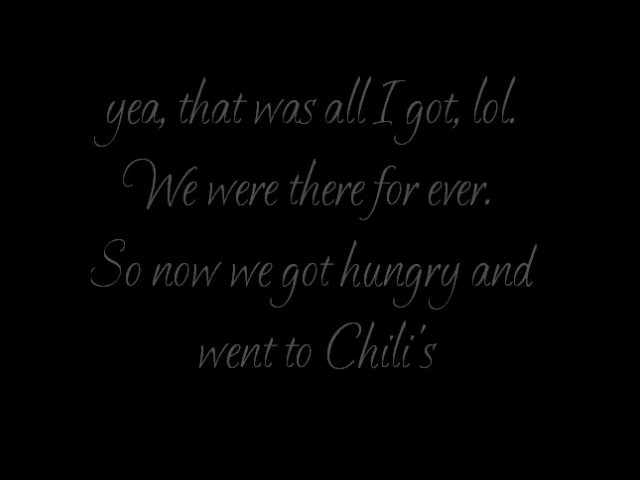 yea, that was all I got, lol.
We were there for ever.
So now we got hungry and
went to Chili's